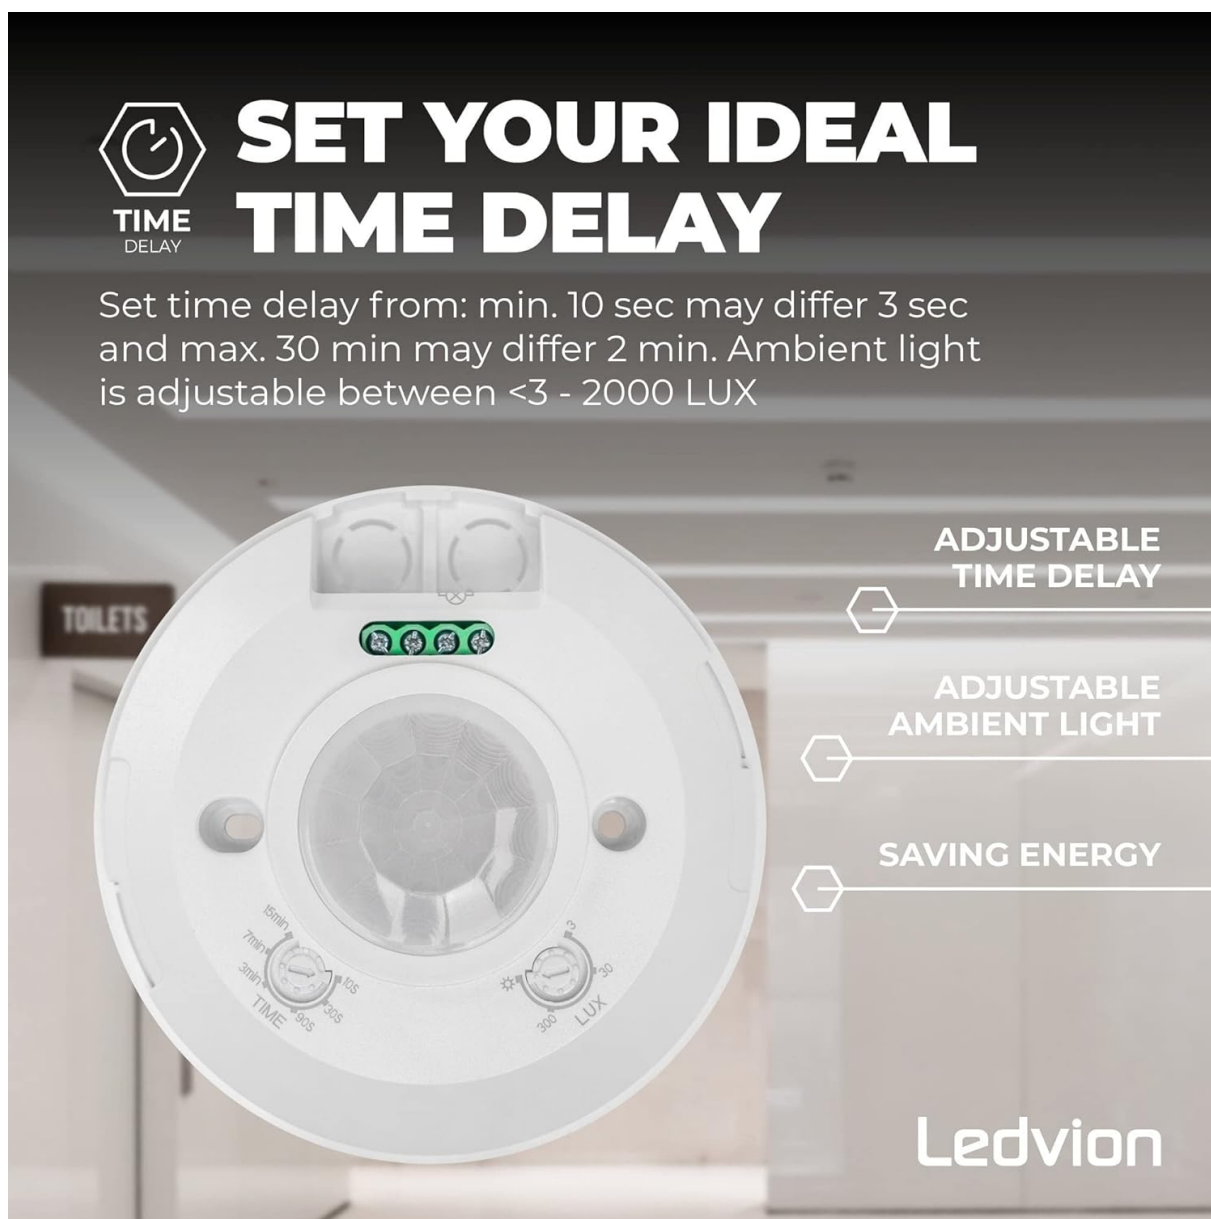 SET YOUR IDEAL
TIME DELAY
TIME
DELAY
Set time delay from: min. 10 sec may differ 3 sec
and max. 30 min may differ 2 min. Ambient light
is adjustable between <3 - 2000 LUX
ADJUSTABLE
TIME DELAY
TOILETS
ADJUSTABLE
AMBIENT LIGHT
SAVING ENERGY
15min
7min
3min
90S
30S
10S
TIME
3
30
300
LUX
Ledvion